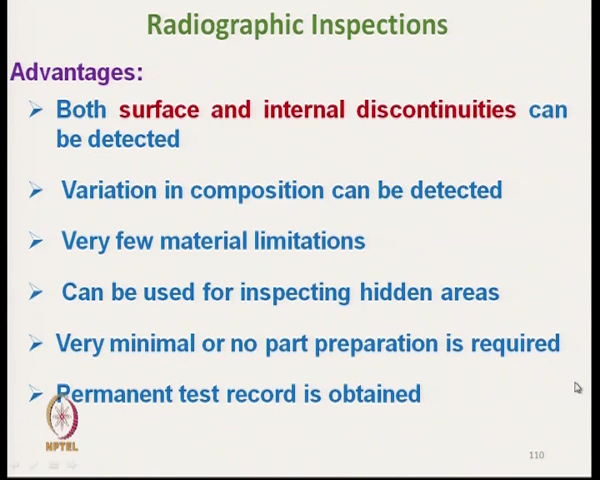 Radiographic Inspections
Advantages:
➢ Both surface and internal discontinuities can
be detected
➢ Variation in composition can be detected
➢ Very few material limitations
➢ Can be used for inspecting hidden areas
➢ Very minimal or no part preparation is required
➢ Permanent test record is obtained
NPTEL
110